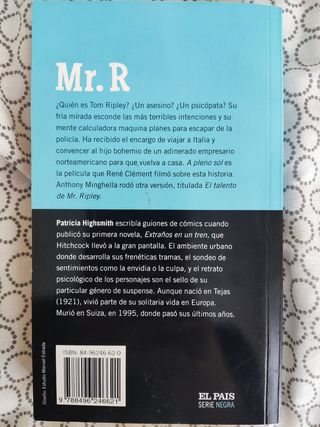 Mr. R
¿Quién es Tom Ripley? ¿Un asesino? ¿Un psicópata? Su
fría mirada esconde las más terribles intenciones y su
mente calculadora maquina planes para escapar de la
policía. Ha recibido el encargo de viajar a Italia y
convencer al hijo bohemio de un adinerado empresario
norteamericano para que vuelva a casa. A pleno sol es
la película que René Clément filmó sobre esta historia.
Anthony Minghella rodó otra versión, titulada El talento
de Mr. Ripley.
Patricia Highsmith escribía guiones de cómics cuando
publicó su primera novela, Extraños en un tren, que
Hitchcock llevó a la gran pantalla. El ambiente urbano
donde desarrolla sus frenéticas tramas, el sondeo de
sentimientos como la envidia o la culpa, y el retrato
psicológico de los personajes son el sello de su
particular género de suspense. Aunque nació en Tejas
(1921), vivió parte de su solitaria vida en Europa.
Murió en Suiza, en 1995, donde pasó sus últimos años.
Diseño: Estudio Manuel Estrada
ISBN: 84-96246-62-0
9 788496 246621
EL PAIS
SERIE NEGRA